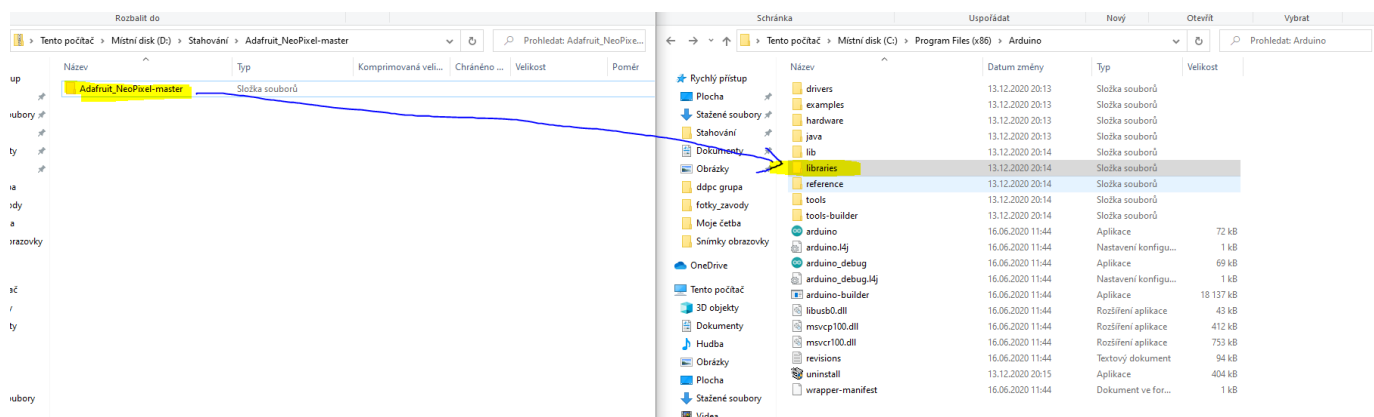 Rozbalit do
Tento počítač > Místní disk (D:) > Stahování > Adafruit_NeoPixel-master
Prohledat: Adafruit_NeoPixe...
Název Typ Komprimovaná veli... Chráněno ... Velikost Poměr
Adafruit_NeoPixel-master Složka souborů
up
oubory
ty
pa
ody
a
orazovky
ač
y
ty
oubory
Schránka Uspořádat Nový Otevřít Vybrat
Tento počítač > Místní disk (C:) > Program Files (x86) > Arduino
Prohledat: Arduino
Rychlý přístup
Plocha
Stažené soubory
Stahování
Dokumenty
Obrázky
ddpc grupa
fotky_zavody
Moje četba
Snímky obrazovky
OneDrive
Tento počítač
3D objekty
Dokumenty
Hudba
Obrázky
Plocha
Stažené soubory
Videa
Název Datum změny Typ Velikost
drivers 13.12.2020 20:13 Složka souborů
examples 13.12.2020 20:13 Složka souborů
hardware 13.12.2020 20:13 Složka souborů
java 13.12.2020 20:13 Složka souborů
lib 13.12.2020 20:14 Složka souborů
libraries 13.12.2020 20:14 Složka souborů
reference 13.12.2020 20:14 Složka souborů
tools 13.12.2020 20:14 Složka souborů
tools-builder 13.12.2020 20:14 Složka souborů
arduino 16.06.2020 11:44 Aplikace 72 kB
arduino.l4j 16.06.2020 11:44 Nastavení konfigu... 1 kB
arduino_debug 16.06.2020 11:44 Aplikace 69 kB
arduino_debug.l4j 16.06.2020 11:44 Nastavení konfigu... 1 kB
arduino-builder 16.06.2020 11:44 Aplikace 18 137 kB
libusb0.dll 16.06.2020 11:44 Rozšíření aplikace 43 kB
msvcp100.dll 16.06.2020 11:44 Rozšíření aplikace 412 kB
msvcr100.dll 16.06.2020 11:44 Rozšíření aplikace 753 kB
revisions 16.06.2020 11:44 Textový dokument 94 kB
uninstall 13.12.2020 20:15 Aplikace 404 kB
wrapper-manifest 16.06.2020 11:44 Dokument ve for... 1 kB